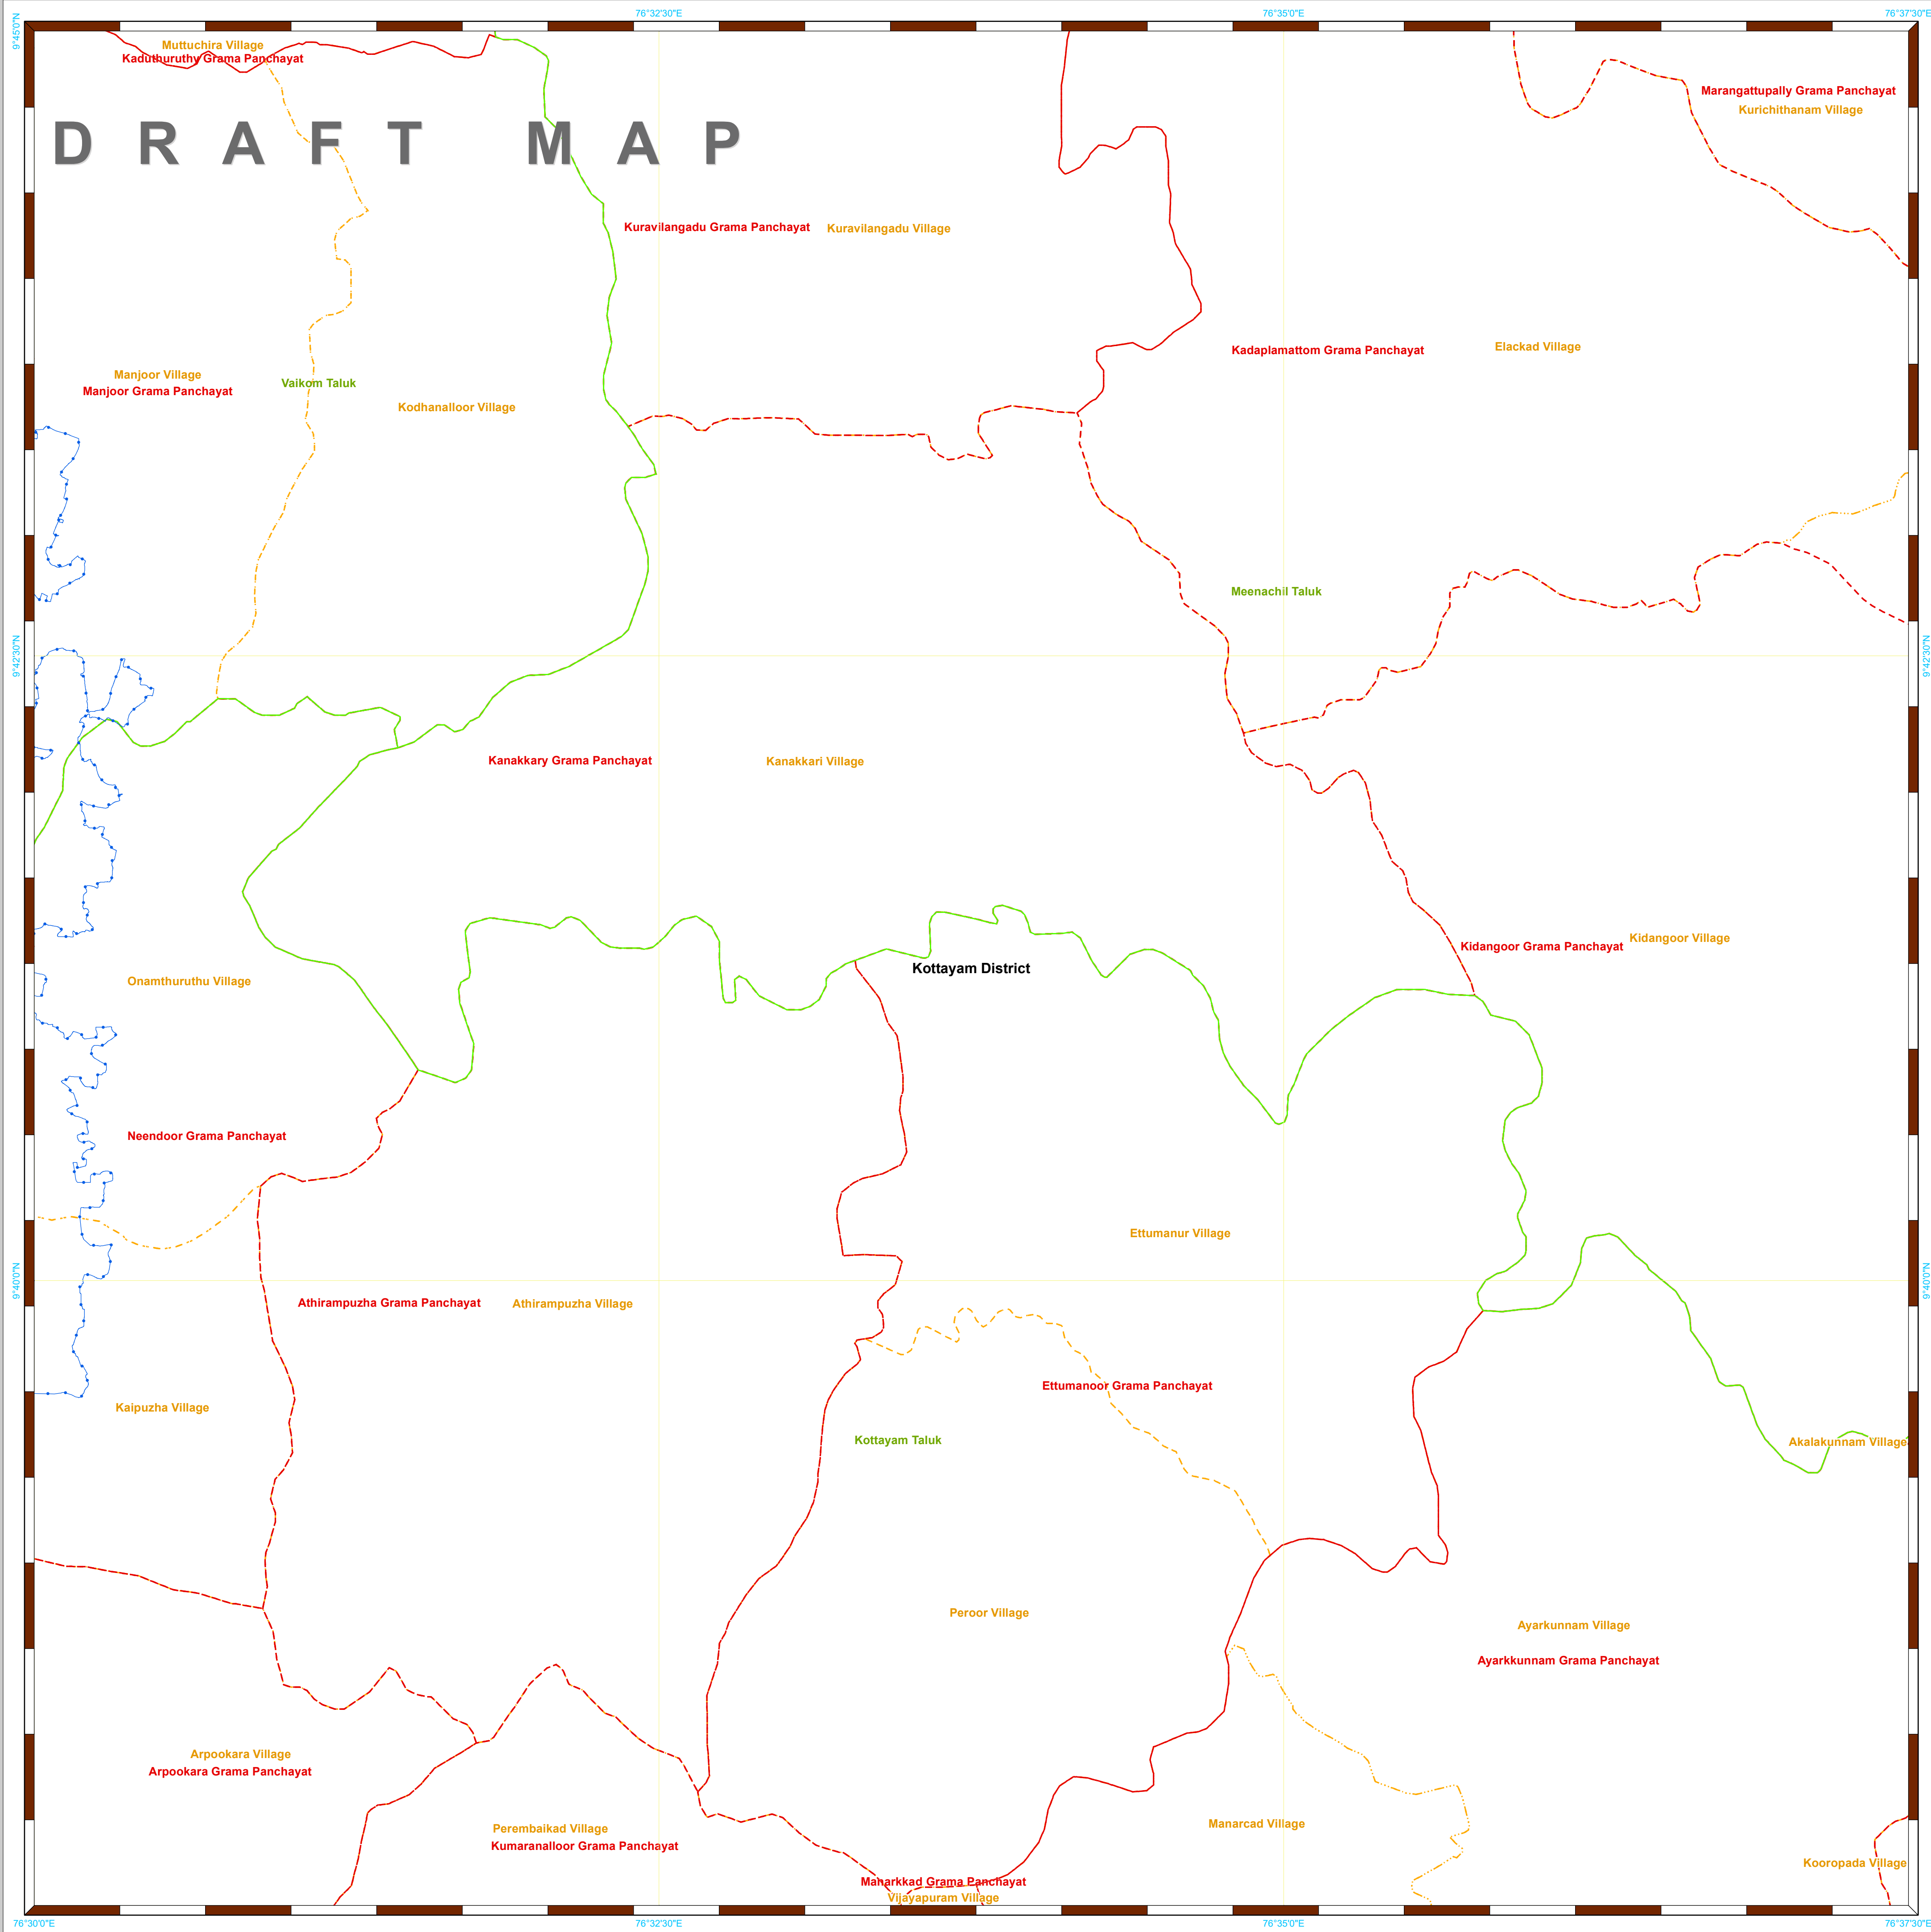 76°32'30"E
76°35'0"E
76°37'30"E
9°45'0"N
Muttuchira Village
Kaduthuruthy Grama Panchayat
Marangattupally Grama Panchayat
Kurichithanam Village
DRAFT MAP
Kuravilangadu Grama Panchayat
Kuravilangadu Village
Kadaplamattom Grama Panchayat
Elackad Village
Manjoor Village
Manjoor Grama Panchayat
Vaikom Taluk
Kodhanalloor Village
Meenachil Taluk
9°42'30"N
9°42'30"N
Kanakkary Grama Panchayat
Kanakkari Village
Kidangoor Grama Panchayat
Kidangoor Village
Kottayam District
Onamthuruthu Village
Neendoor Grama Panchayat
Ettumanur Village
9°40'0"N
9°40'0"N
Athirampuzha Grama Panchayat
Athirampuzha Village
Ettumanoor Grama Panchayat
Kaipuzha Village
Kottayam Taluk
Akalakunnam Village
Peroor Village
Ayarkunnam Village
Ayarkkunnam Grama Panchayat
Arpookara Village
Arpookara Grama Panchayat
Perembaikad Village
Kumaranalloor Grama Panchayat
Manarcad Village
Kooropada Village
Manarkkad Grama Panchayat
Vijayapuram Village
76°30'0"E
76°32'30"E
76°35'0"E
76°37'30"E